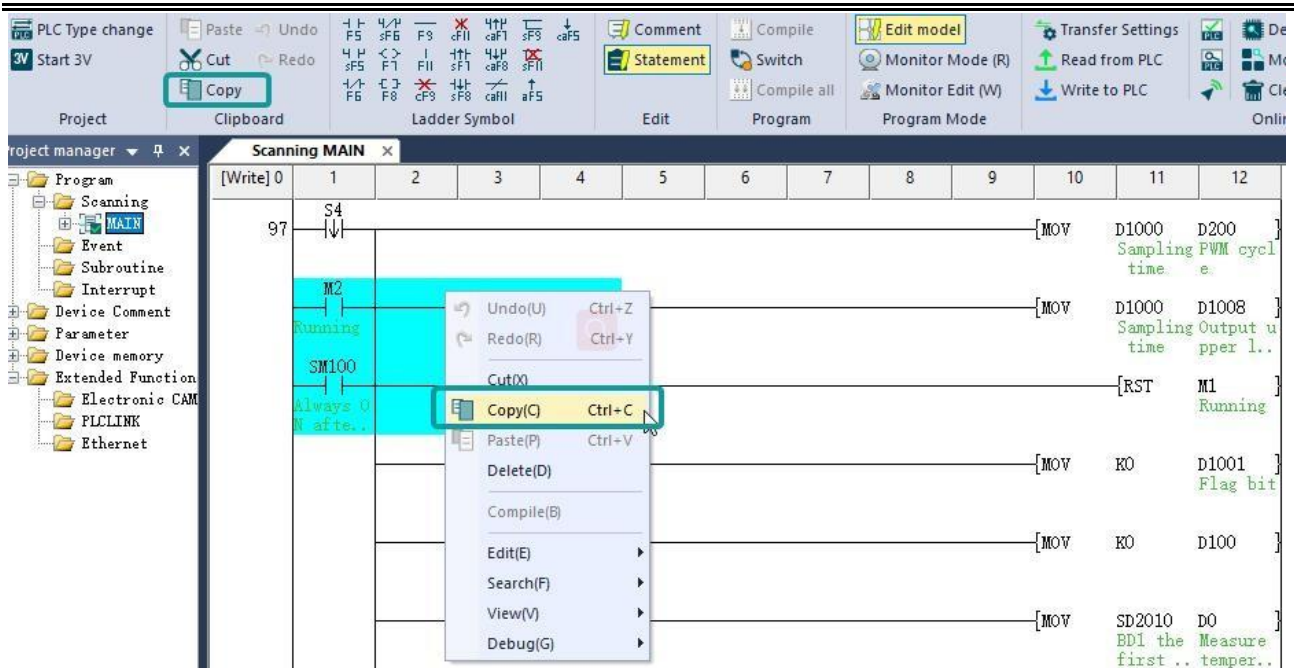 PLC Type change
Start 3V
Project
Paste Undo
Cut Redo
Copy
Clipboard
F5 sF6 F9 cF11 caF1 sF9 caF5
sF5 F1 F11 sF1 caF8 sF11
F6 F8 cF9 sF8 caf11 aF5
Ladder Symbol
Comment
Statement
Edit
Compile
Switch
Compile all
Program
Edit model
Monitor Mode (R)
Monitor Edit (W)
Program Mode
Transfer Settings
Read from PLC
Write to PLC
De
Mo
Cle
Onlin
Project manager
Scanning MAIN
Program
Scanning
MAIN
Event
Subroutine
Interrupt
Device Comment
Parameter
Device memory
Extended Function
Electronic CAM
PLCLINK
Ethernet
[Write] 0 1 2 3 4 5 6 7 8 9 10 11 12
S4
97 [MOV D1000 D200 ]
Sampling PWM cycl
time e
M2
[MOV D1000 D1008 ]
Running Sampling Output u
time pper l..
SM100
[RST M1 ]
Always O Running
N afte..
[MOV K0 D1001 ]
Flag bit
[MOV K0 D100 ]
[MOV SD2010 D0 ]
BD1 the Measure
first .. temper..
Undo(U) Ctrl+Z
Redo(R) Ctrl+Y
Cut(X)
Copy(C) Ctrl+C
Paste(P) Ctrl+V
Delete(D)
Compile(B)
Edit(E)
Search(F)
View(V)
Debug(G)